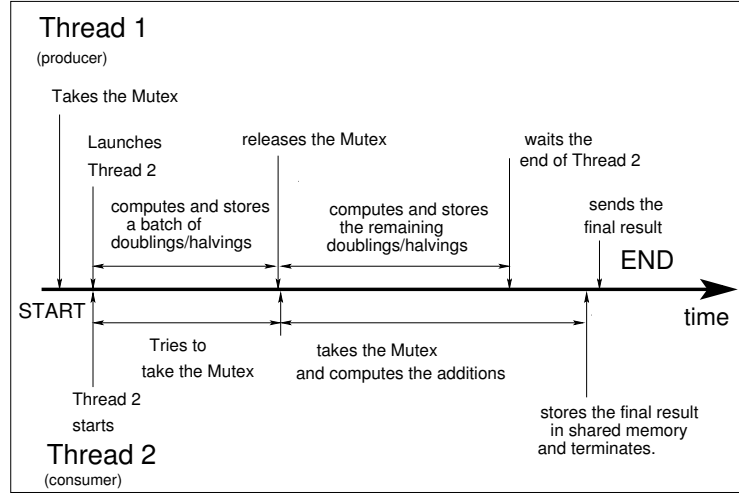 Thread 1
(producer)
Takes the Mutex
Launches
Thread 2
releases the Mutex
waits the
end of Thread 2
computes and stores
a batch of
doublings/halvings
computes and stores
the remaining
doublings/halvings
sends the
final result
END
START
time
Tries to
take the Mutex
takes the Mutex
and computes the additions
Thread 2
starts
stores the final result
in shared memory
and terminates.
Thread 2
(consumer)